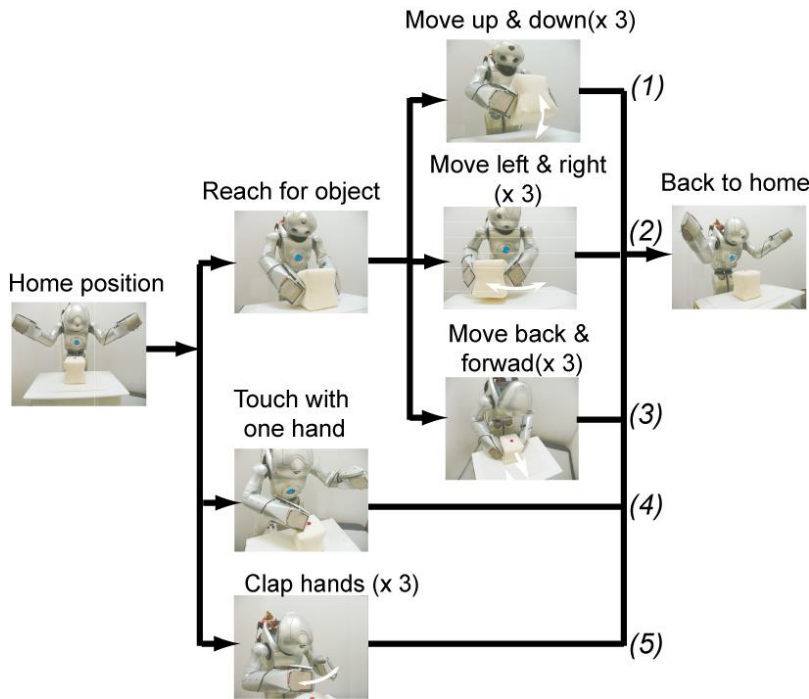 Move up & down(x 3)
(1)
Move left & right
(x 3)
(2)
Reach for object
Back to home
Home position
Move back &
forwad(x 3)
(3)
Touch with
one hand
(4)
Clap hands (x 3)
(5)